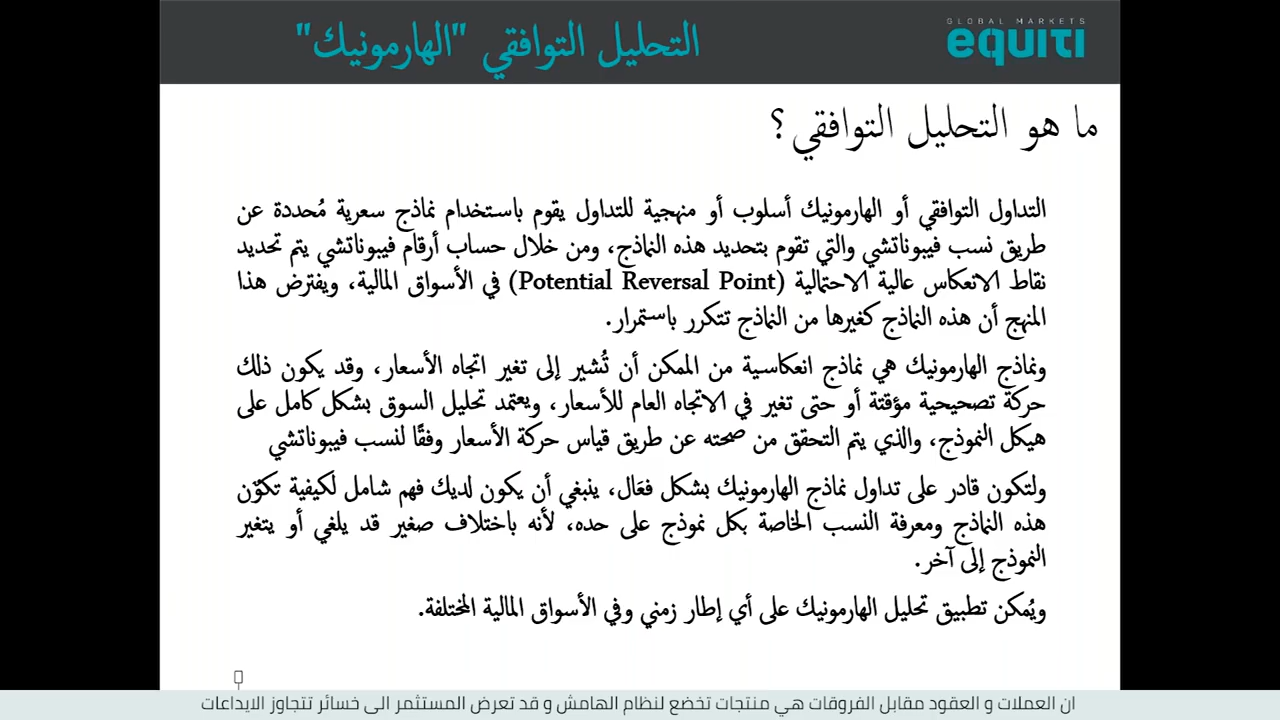 التحليل التوافقي "الهارمونيك"
GLOBAL MARKETS
equiti
ما هو التحليل التوافقي؟
التداول التوافقي أو الهارمونيك أسلوب أو منهجية للتداول يقوم باستخدام نماذج سعرية مُحددة عن
طريق نسب فيبوناتشي والتي تقوم بتحديد هذه النماذج، ومن خلال حساب أرقام فيبوناتشي يتم تحديد
نقاط الانعكاس عالية الاحتمالية (Potential Reversal Point) في الأسواق المالية، ويفترض هذا
المنهج أن هذه النماذج كغيرها من النماذج تتكرر باستمرار.
ونماذج الهارمونيك هي نماذج انعكاسية من الممكن أن تُشير إلى تغير اتجاه الأسعار، وقد يكون ذلك
حركة تصحيحية مؤقتة أو حتى تغير في الاتجاه العام للأسعار، ويعتمد تحليل السوق بشكل كامل على
هيكل النموذج، والذي يتم التحقق من صحته عن طريق قياس حركة الأسعار وفقًا لنسب فيبوناتشي
ولتكون قادر على تداول نماذج الهارمونيك بشكل فعَال، ينبغي أن يكون لديك فهم شامل لكيفية تكوّن
هذه النماذج ومعرفة النسب الخاصة بكل نموذج على حده، لأنه باختلاف صغير قد يلغي أو يتغير
النموذج إلى آخر.
ويُمكن تطبيق تحليل الهارمونيك على أي إطار زمني وفي الأسواق المالية المختلفة.
ان العملات و العقود مقابل الفروقات هي منتجات تخضع لنظام الهامش و قد تعرض المستثمر الى خسائر تتجاوز الايداعات